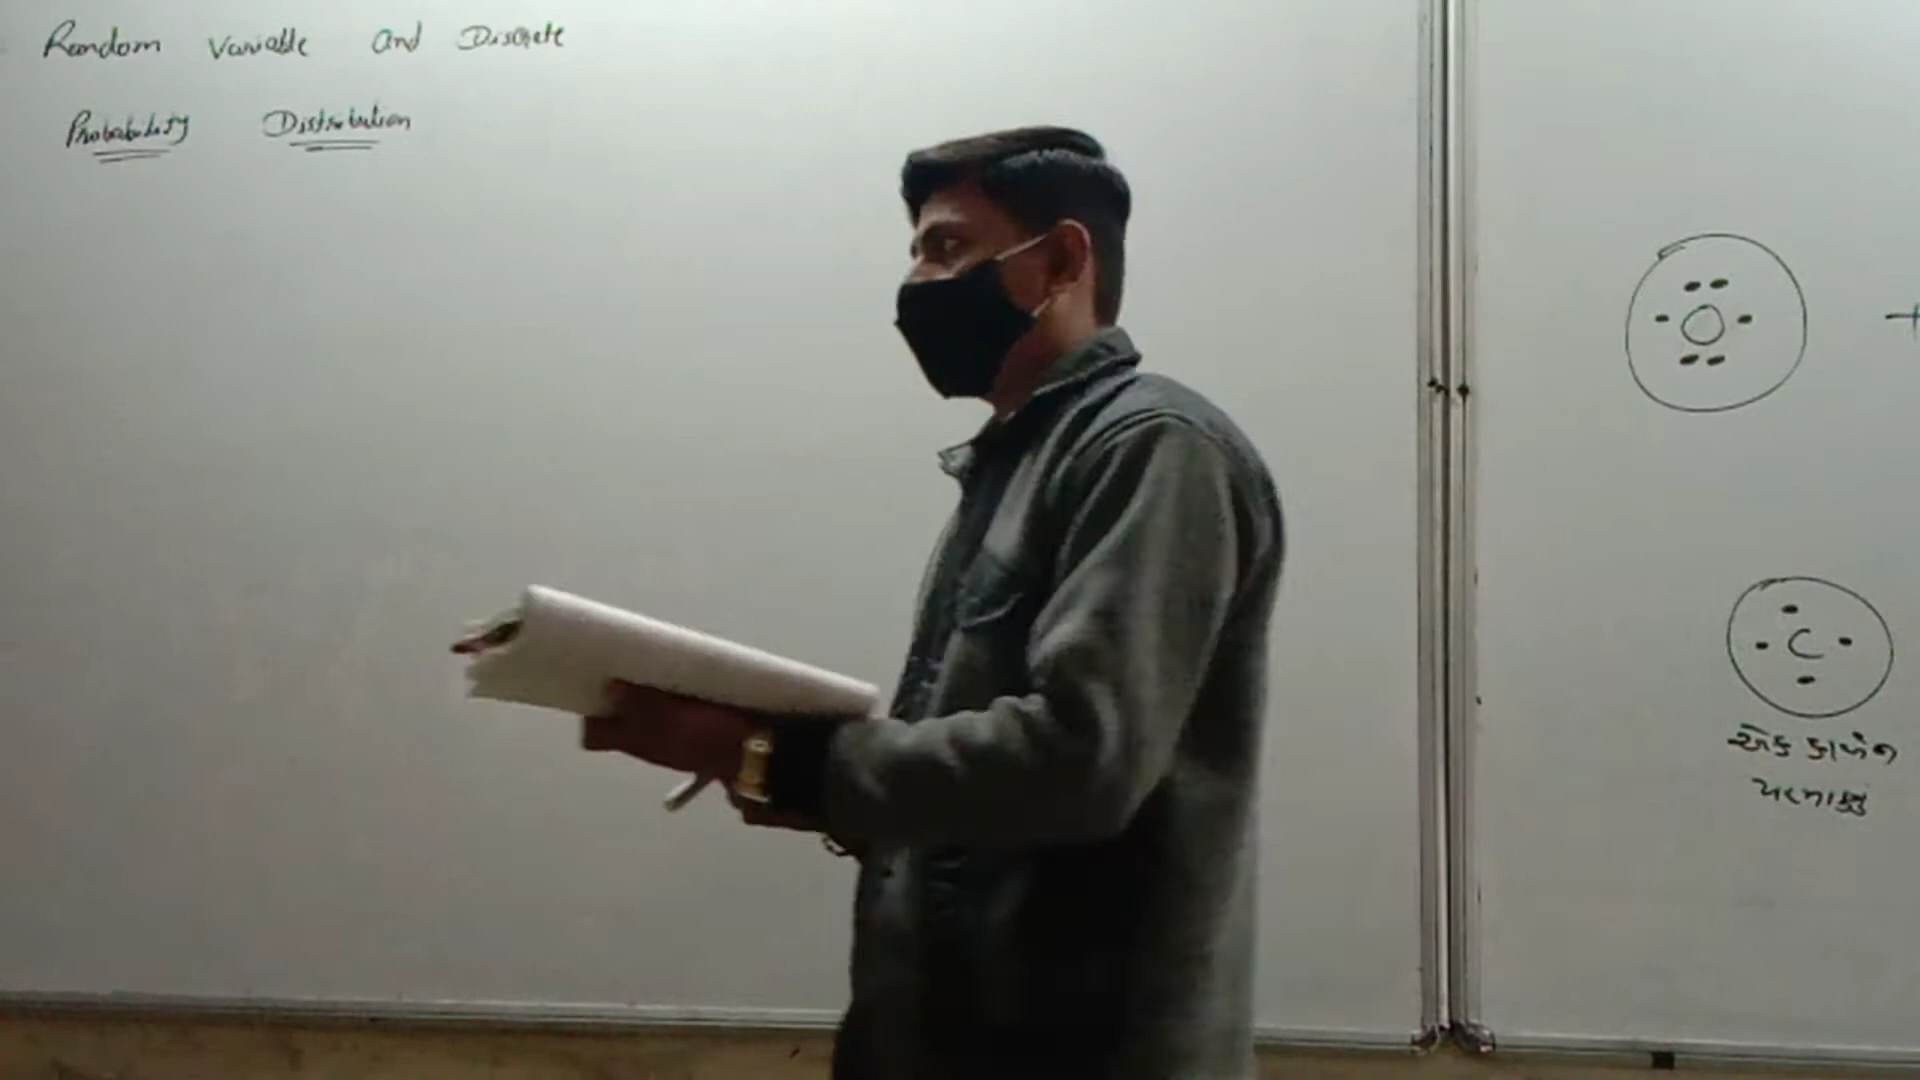 Random Variable And Discrete
Probability Distribution
+
C
એક કાર્બન
પરમાણુ